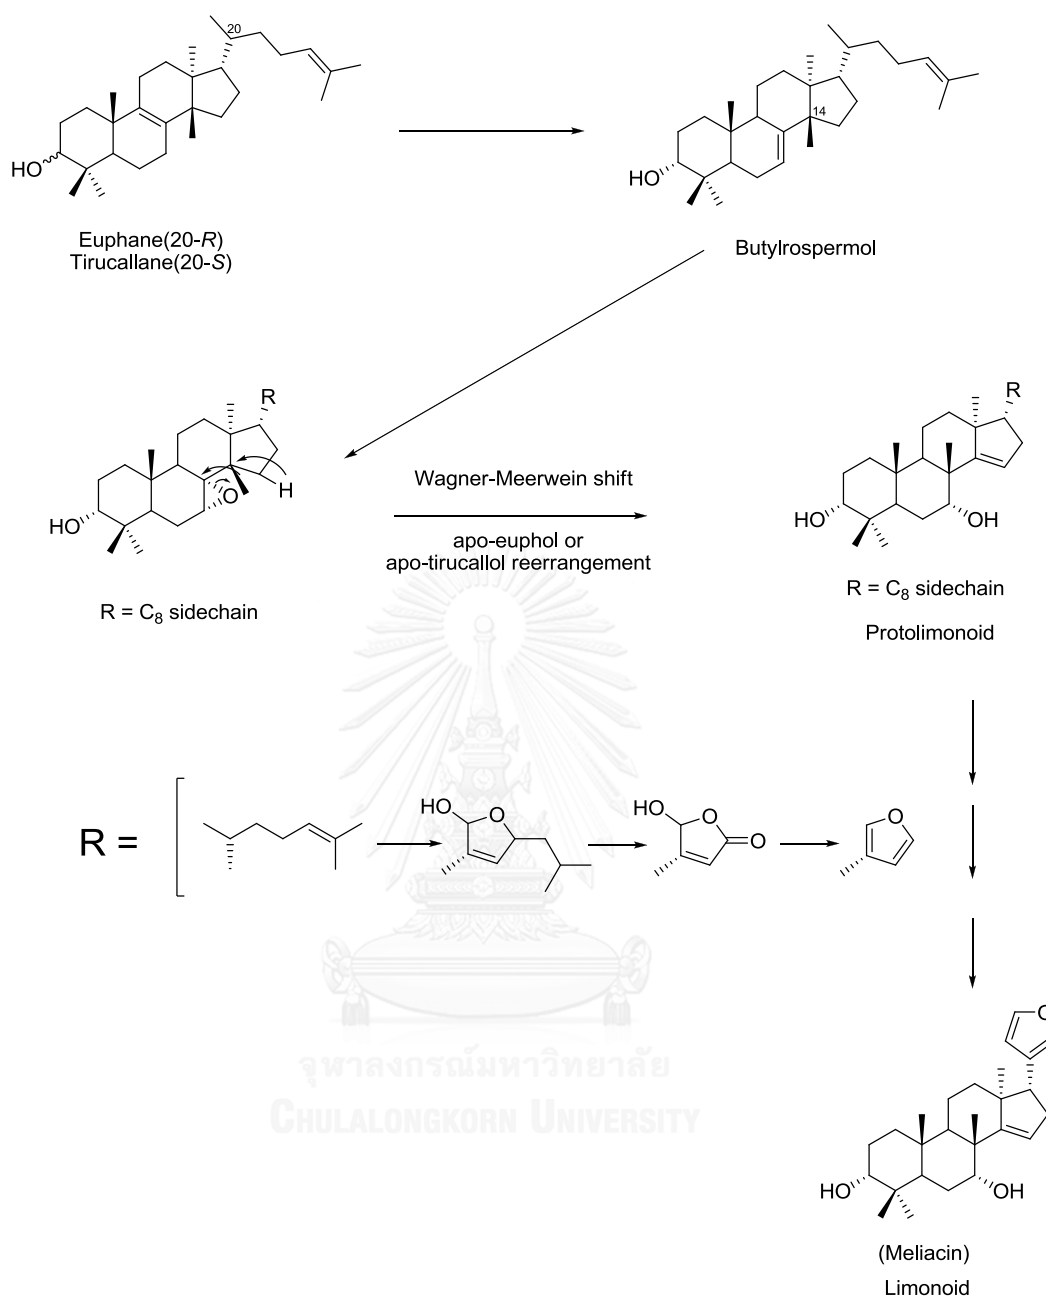 20
HO
Euphane(20-R)
Tirucallane(20-S)
14
HO
Butylrospermol
R
O
H
HO
R = C8 sidechain
Wagner-Meerwein shift
apo-euphol or
apo-tirucallol reerrangement
R
HO
OH
R = C8 sidechain
Protolimonoid
R =
HO
O
HO
O
O
O
O
HO
OH
(Meliacin)
Limonoid
จุฬาลงกรณ์มหาวิทยาลัย
CHULALONGKORN UNIVERSITY